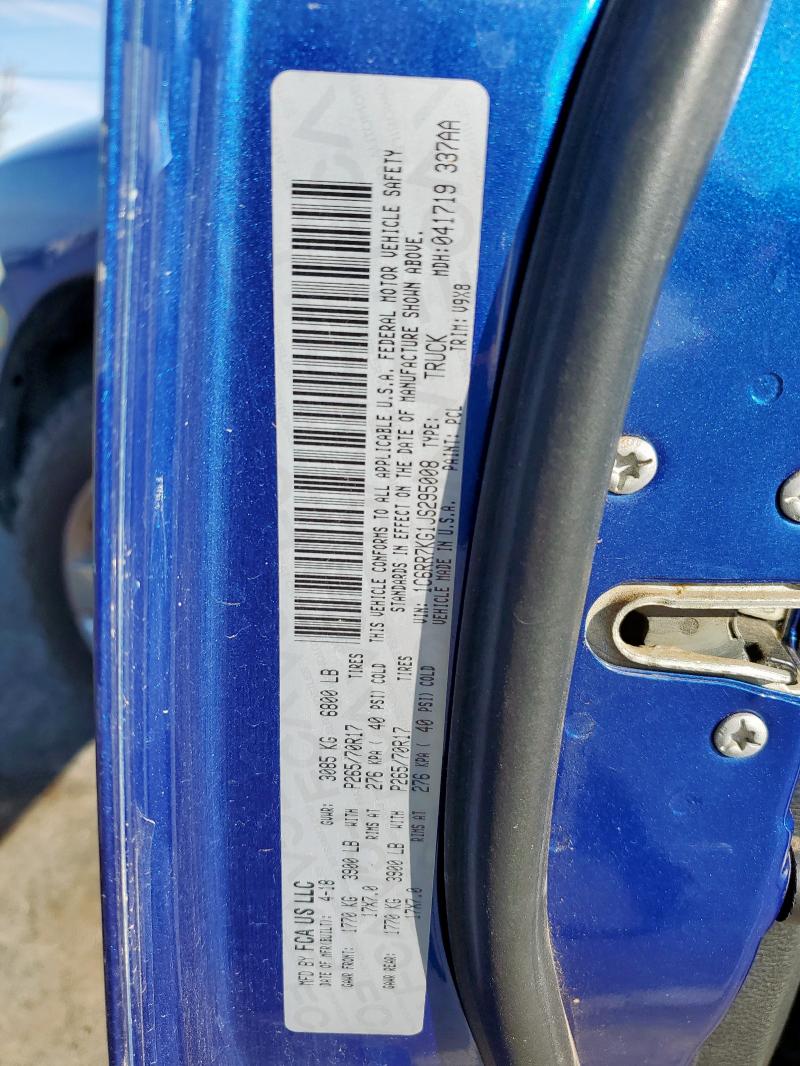 MFD BY FCA US LLC
DATE OF MFR(BUILT): 4-18 GVWR: 3085 KG 6800 LB
GAWR FRONT: 1770 KG 3900 LB WITH P265/70R17 TIRES
17X7.0 RIMS AT 276 KPA( 40 PSI) COLD
GAWR REAR: 1770 KG 3900 LB WITH P265/70R17 TIRES
17X7.0 RIMS AT 276 KPA( 40 PSI) COLD
THIS VEHICLE CONFORMS TO ALL APPLICABLE U.S.A. FEDERAL MOTOR VEHICLE SAFETY
STANDARDS IN EFFECT ON THE DATE OF MANUFACTURE SHOWN ABOVE.
VIN: 1C6RR7KG1JS295008 TYPE: TRUCK MDH:041719 337AA
VEHICLE MADE IN U.S.A. PAINT: PCL TRIM: V9X8